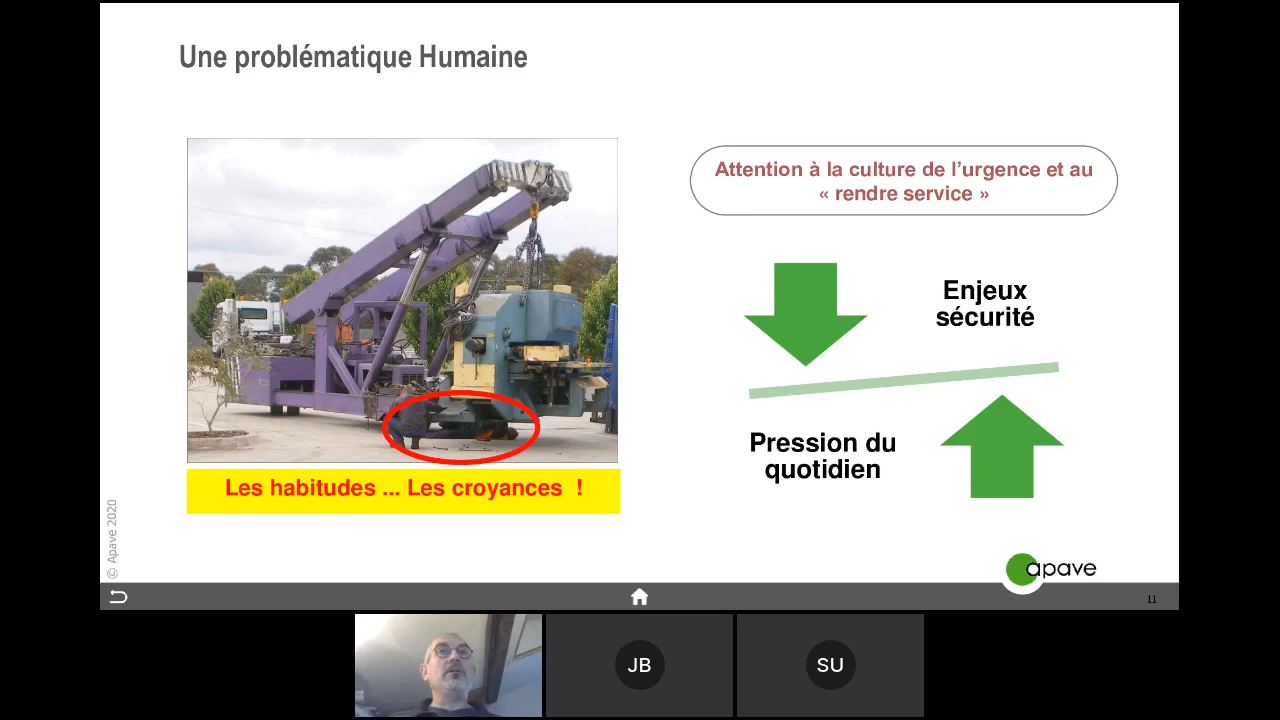 Une problématique Humaine
Attention à la culture de l’urgence et au
« rendre service »
Enjeux
sécurité
Pression du
quotidien
Les habitudes ... Les croyances  !
© Apave 2020
apave
11
JB
SU